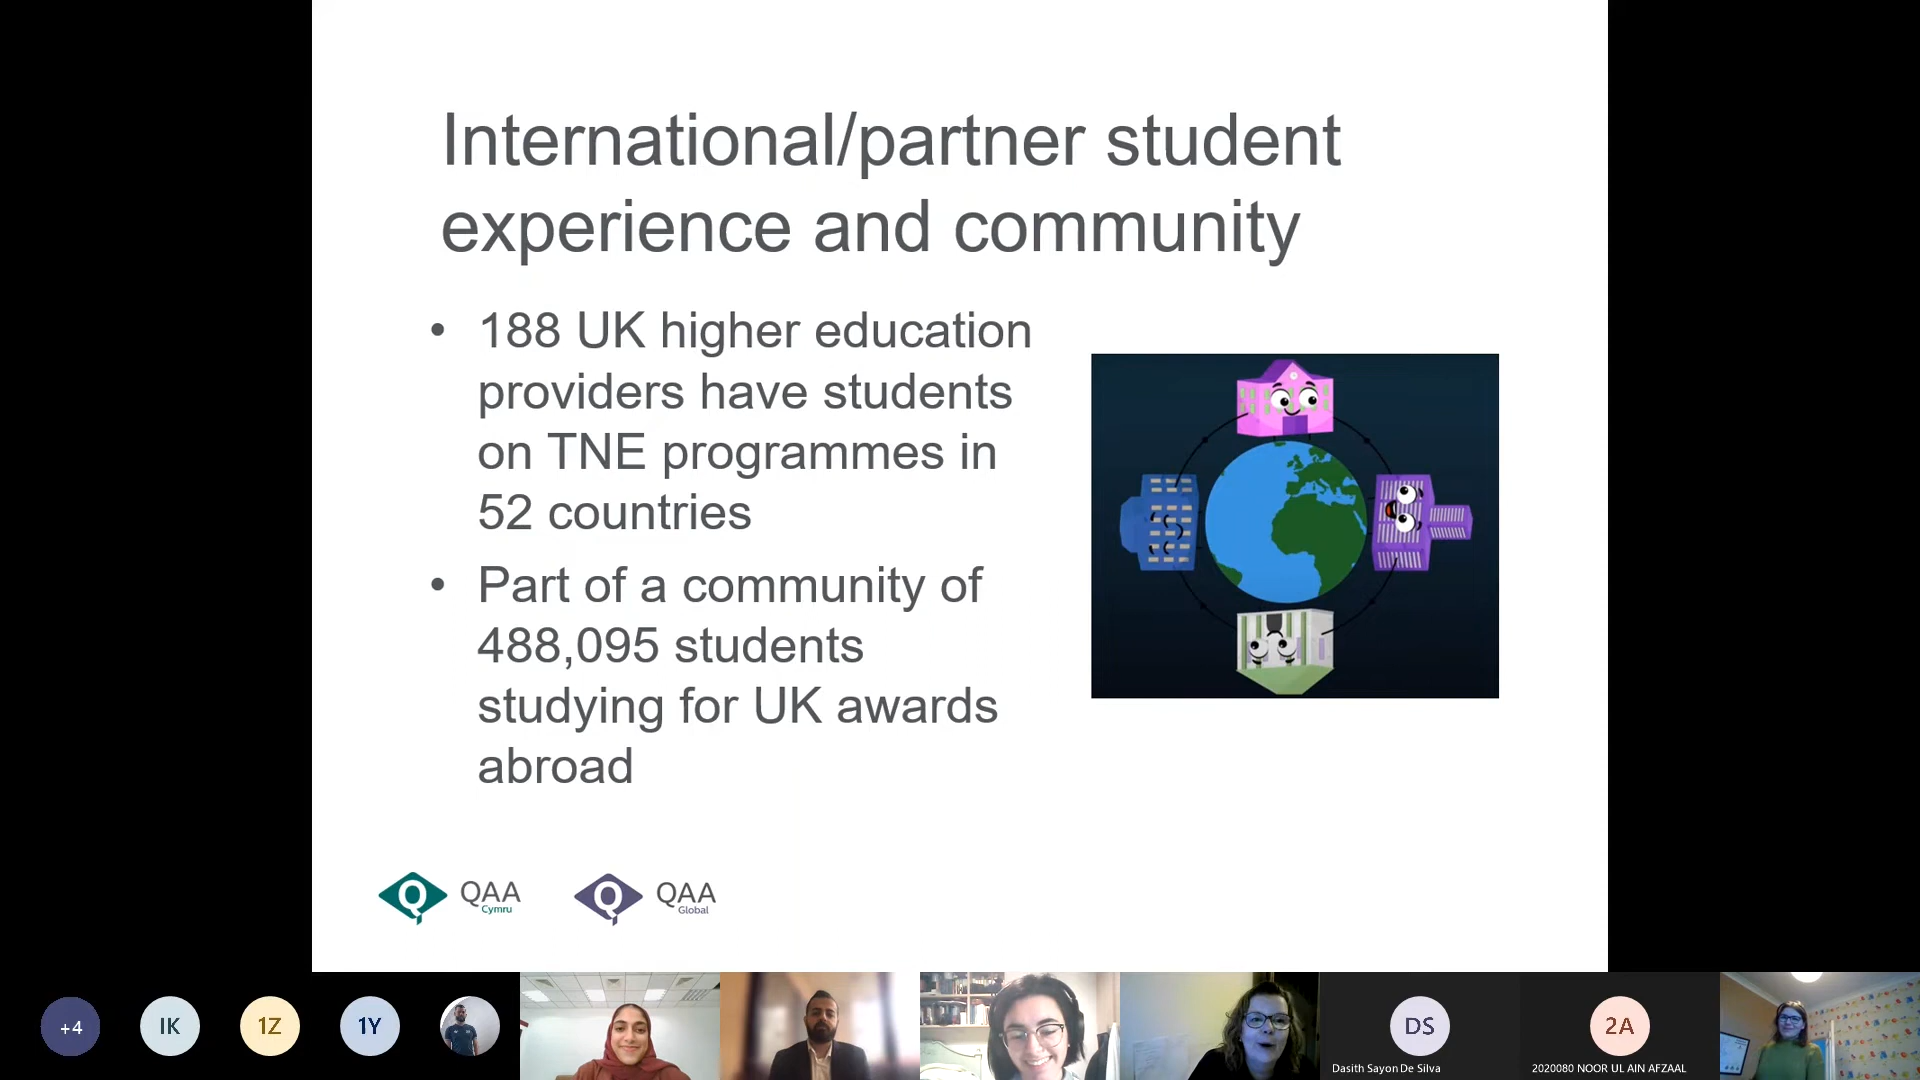 International/partner student
experience and community
• 188 UK higher education
providers have students
on TNE programmes in
52 countries
• Part of a community of
488,095 students
studying for UK awards
abroad
Q QAA
Cymru
Q QAA
Global
+4
IK
1Z
1Y
DS
Dasith Sayon De Silva
2A
2020080 NOOR UL AIN AFZAAL